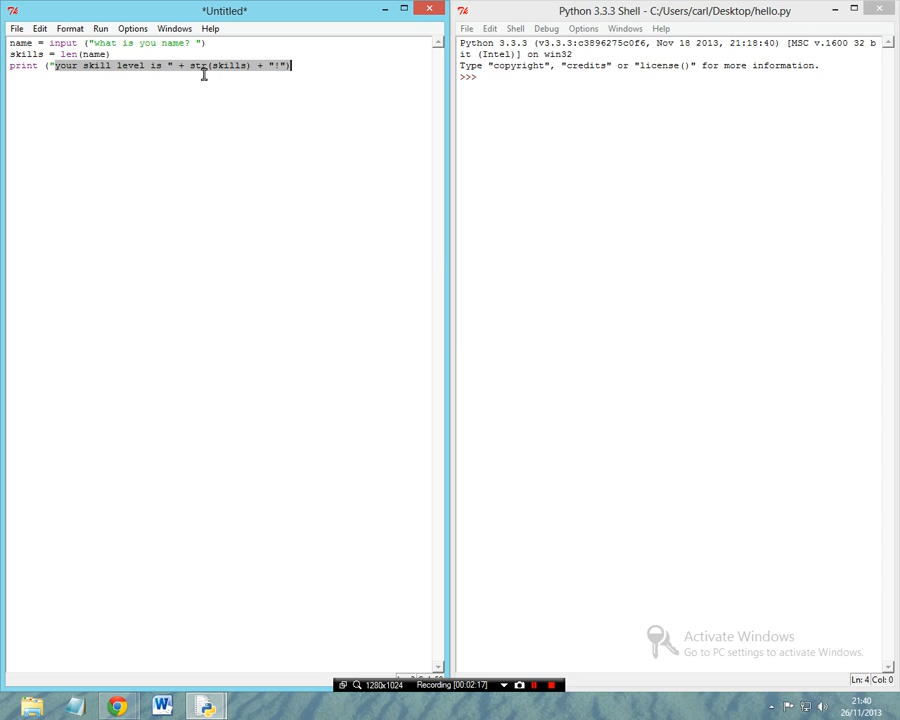 *Untitled*
File Edit Format Run Options Windows Help
name = input ("what is you name? ")
skills = len(name)
print ("your skill level is " + str(skills) + "!")
Python 3.3.3 Shell - C:/Users/carl/Desktop/hello.py
File Edit Shell Debug Options Windows Help
Python 3.3.3 (v3.3.3:c3896275c0f6, Nov 18 2013, 21:18:40) [MSC v.1600 32 b
it (Intel)] on win32
Type "copyright", "credits" or "license()" for more information.
>>>
Activate Windows
Go to PC settings to activate Windows.
Ln: 4 Col: 0
1280x1024 Recording [00:02:17]
21:40
26/11/2013